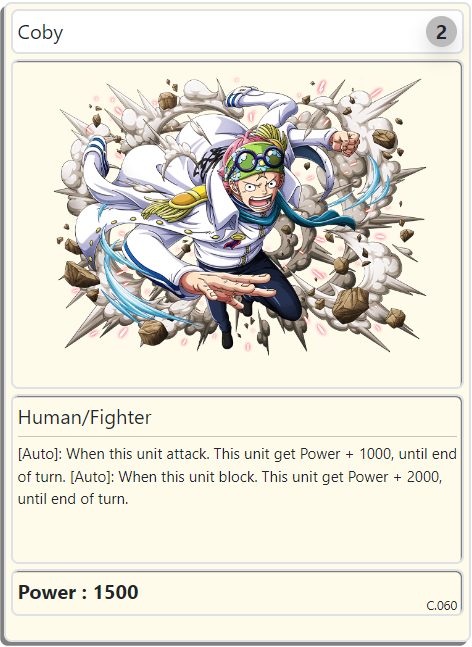 Coby
2
Human/Fighter
[Auto]: When this unit attack. This unit get Power + 1000, until end
of turn. [Auto]: When this unit block. This unit get Power + 2000,
until end of turn.
Power : 1500
C.060